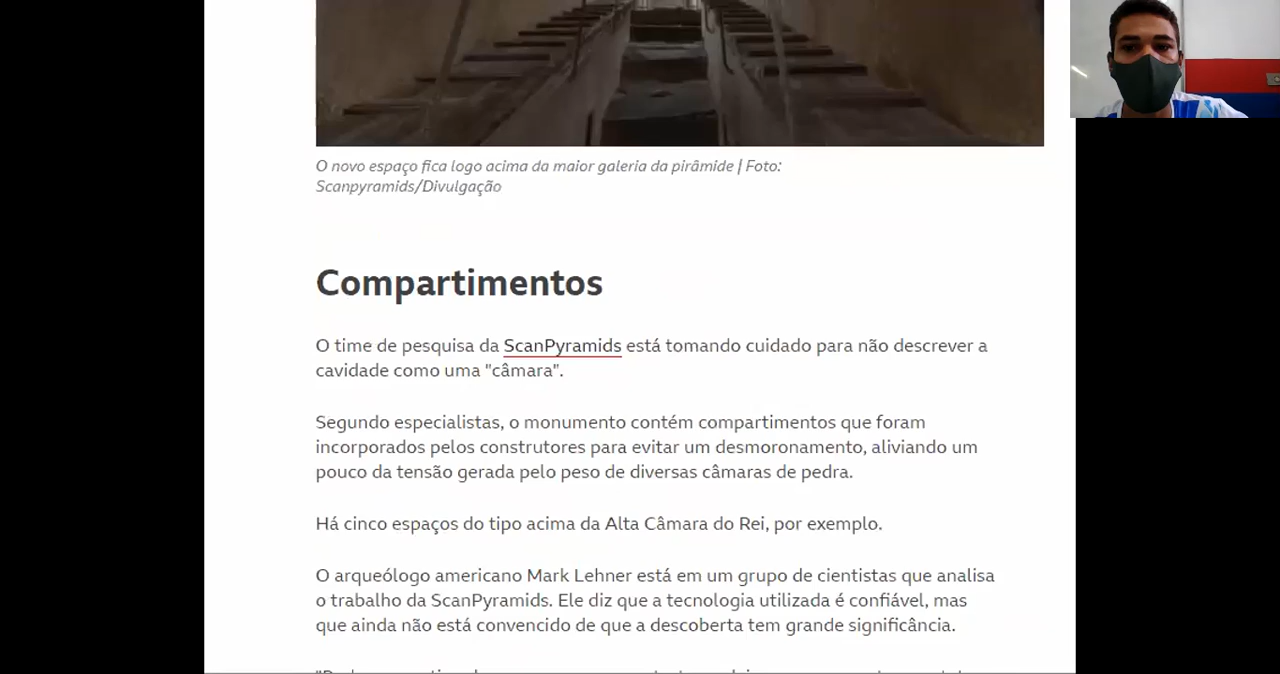 O novo espaço fica logo acima da maior galeria da pirâmide | Foto:
Scanpyramids/Divulgação
Compartimentos
O time de pesquisa da ScanPyramids está tomando cuidado para não descrever a
cavidade como uma "câmara".
Segundo especialistas, o monumento contém compartimentos que foram
incorporados pelos construtores para evitar um desmoronamento, aliviando um
pouco da tensão gerada pelo peso de diversas câmaras de pedra.
Há cinco espaços do tipo acima da Alta Câmara do Rei, por exemplo.
O arqueólogo americano Mark Lehner está em um grupo de cientistas que analisa
o trabalho da ScanPyramids. Ele diz que a tecnologia utilizada é confiável, mas
que ainda não está convencido de que a descoberta tem grande significância.